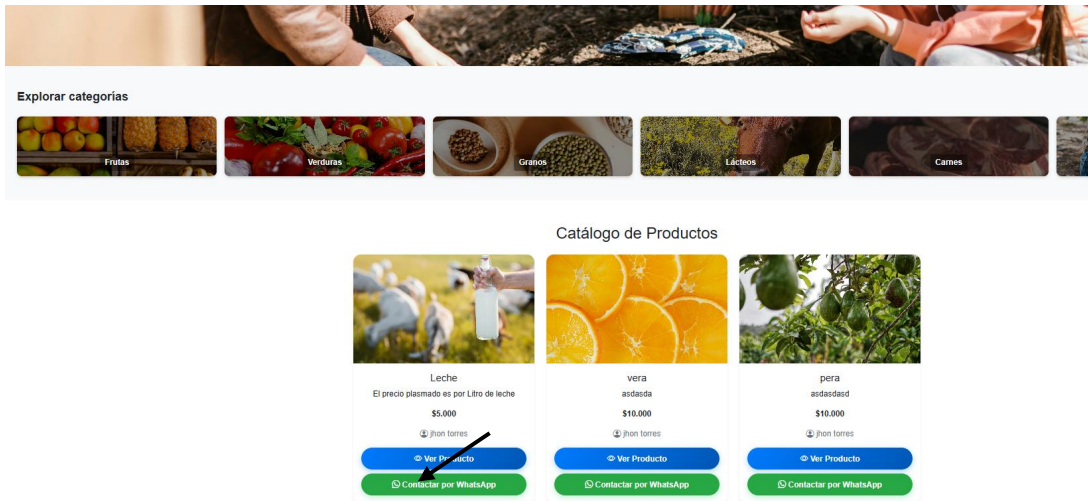 Explorar categorías
Frutas
Verduras
Granos
Lácteos
Carnes
Catálogo de Productos
Leche
El precio plasmado es por Litro de leche
$5.000
jhon torres
Ver Producto
Contactar por WhatsApp
vera
asdasda
$10.000
jhon torres
Ver Producto
Contactar por WhatsApp
pera
asdasdasd
$10.000
jhon torres
Ver Producto
Contactar por WhatsApp